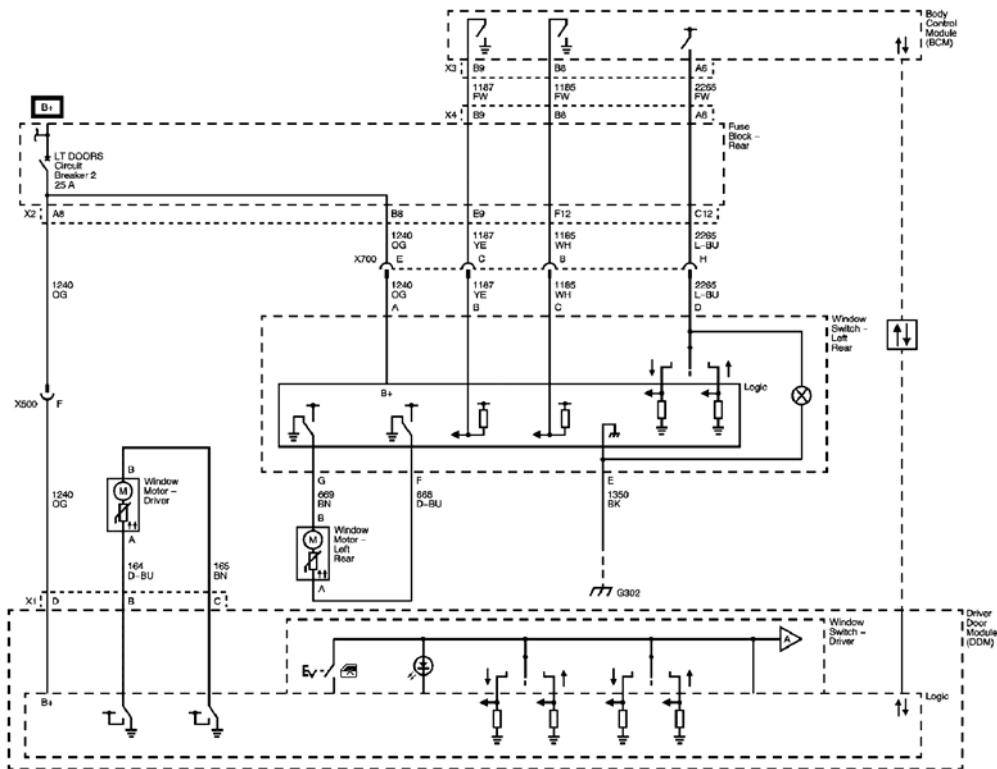 Body
Control
Module
(BCM)
X3 B9 B8 A6
1187 1185 2265
FW FW FW
X4 B9 B8 A6
B+
Fuse
Block –
Rear
LT DOORS
Circuit
Breaker 2
25 A
X2 A8 B8 E9 F12 C12
1240 1187 1185 2265
OG YE WH L-BU
X700 E C B H
1240 1240 1187 1185 2265
OG OG YE WH L-BU
A B C D
Window
Switch –
Left
Rear
Logic
B+
X500 F
B
Window
Motor –
Driver
M
A
1240
OG
G F E
669 668 1350
BN D-BU BK
B
Window
Motor –
Left
Rear
M
A
G302
164 165
D-BU BN
X1 D B C
Driver
Door
Module
(DDM)
Window
Switch –
Driver
A
B+
Logic